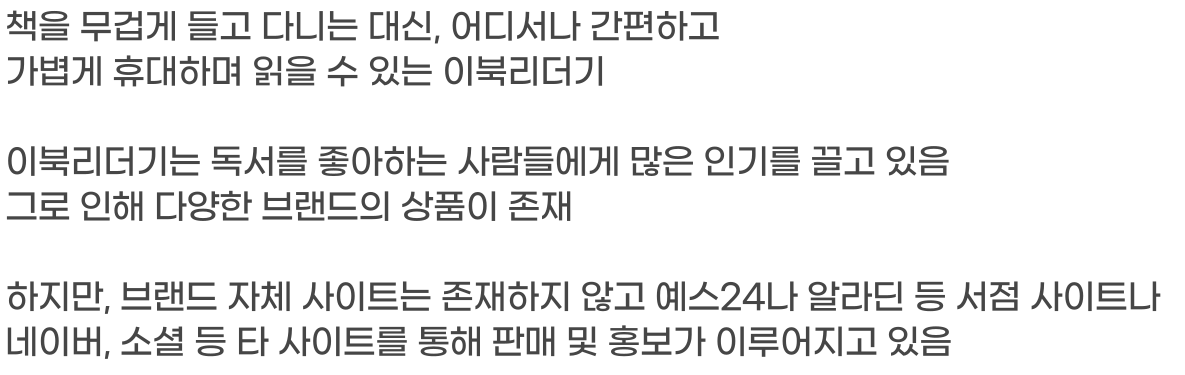 책을 무겁게 들고 다니는 대신, 어디서나 간편하고
가볍게 휴대하며 읽을 수 있는 이북리더기
이북리더기는 독서를 좋아하는 사람들에게 많은 인기를 끌고 있음
그로 인해 다양한 브랜드의 상품이 존재
하지만, 브랜드 자체 사이트는 존재하지 않고 예스24나 알라딘 등 서점 사이트나
네이버, 소셜 등 타 사이트를 통해 판매 및 홍보가 이루어지고 있음